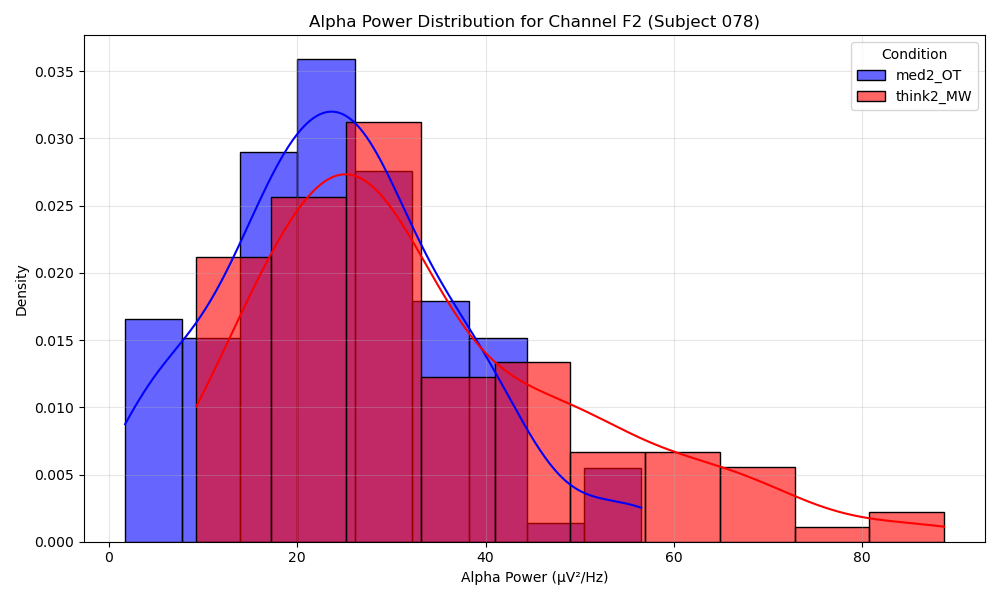 Alpha Power Distribution for Channel F2 (Subject 078)
Condition
med2_OT
think2_MW
0.035
0.030
0.025
0.020
0.015
0.010
0.005
0.000
Density
0 20 40 60 80
Alpha Power (μV²/Hz)